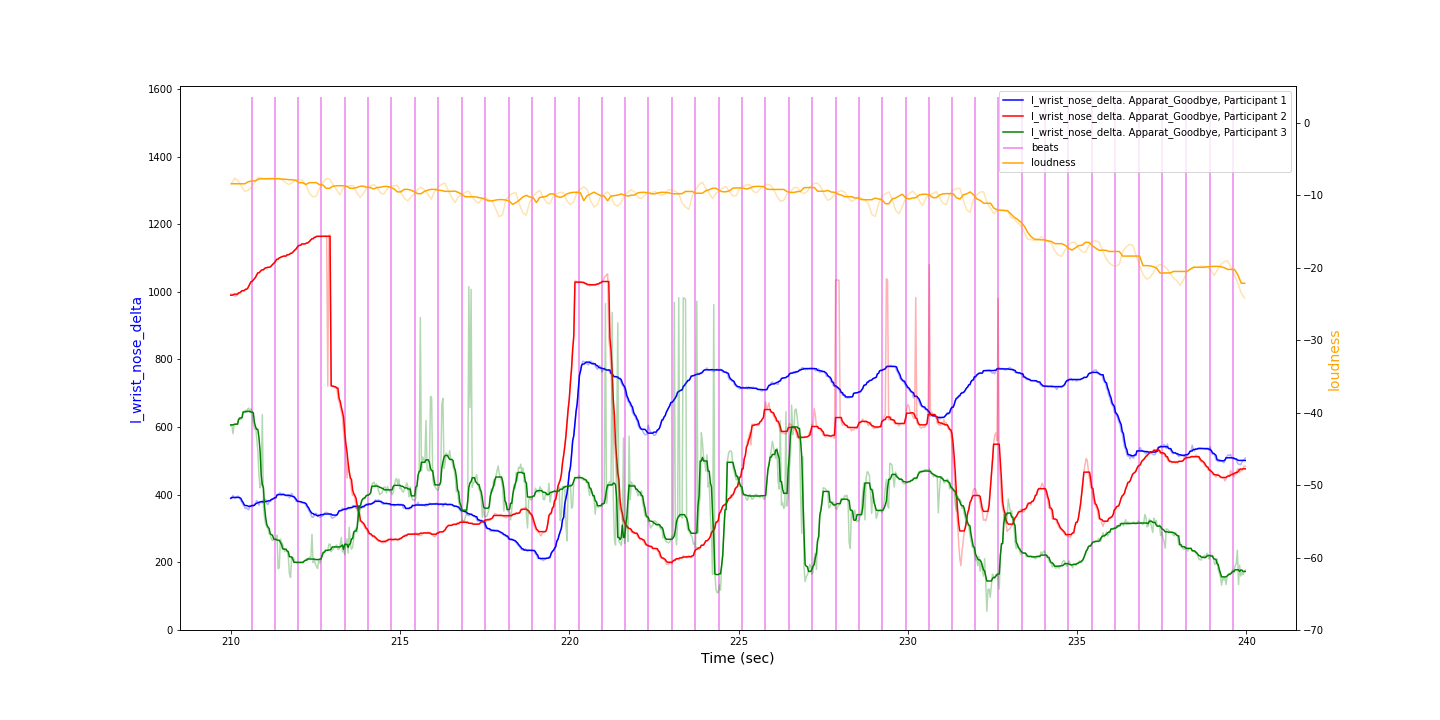 l_wrist_nose_delta. Apparat_Goodbye, Participant 1
l_wrist_nose_delta. Apparat_Goodbye, Participant 2
l_wrist_nose_delta. Apparat_Goodbye, Participant 3
beats
loudness
l_wrist_nose_delta
1600
1400
1200
1000
800
600
400
200
0
0
−10
−20
−30
−40
−50
−60
−70
loudness
210 215 220 225 230 235 240
Time (sec)